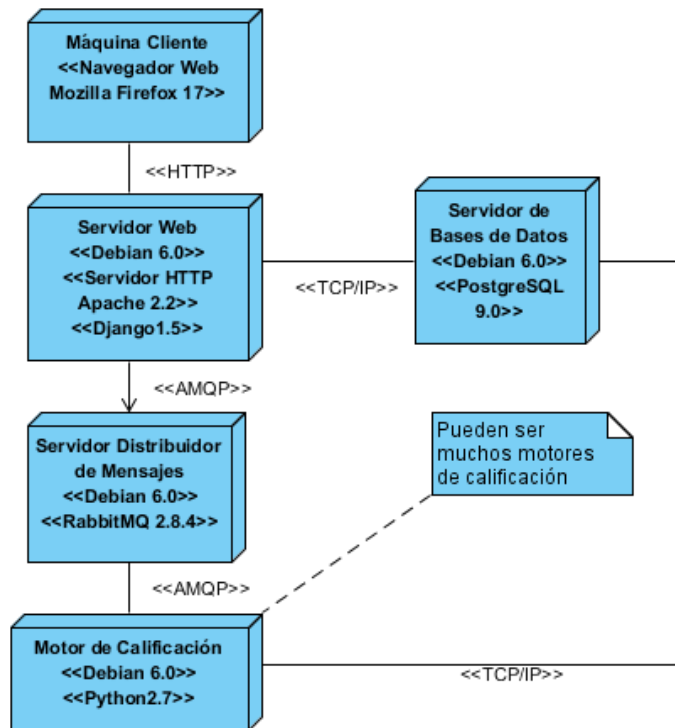 Máquina Cliente
<<Navegador Web
Mozilla Firefox 17>>
<<HTTP>>
Servidor Web
<<Debian 6.0>>
<<Servidor HTTP
Apache 2.2>>
<<Django1.5>>
<<TCP/IP>>
Servidor de
Bases de Datos
<<Debian 6.0>>
<<PostgreSQL
9.0>>
<<AMQP>>
Servidor Distribuidor
de Mensajes
<<Debian 6.0>>
<<RabbitMQ 2.8.4>>
Pueden ser
muchos motores
de calificación
<<AMQP>>
Motor de Calificación
<<Debian 6.0>>
<<Python2.7>>
<<TCP/IP>>